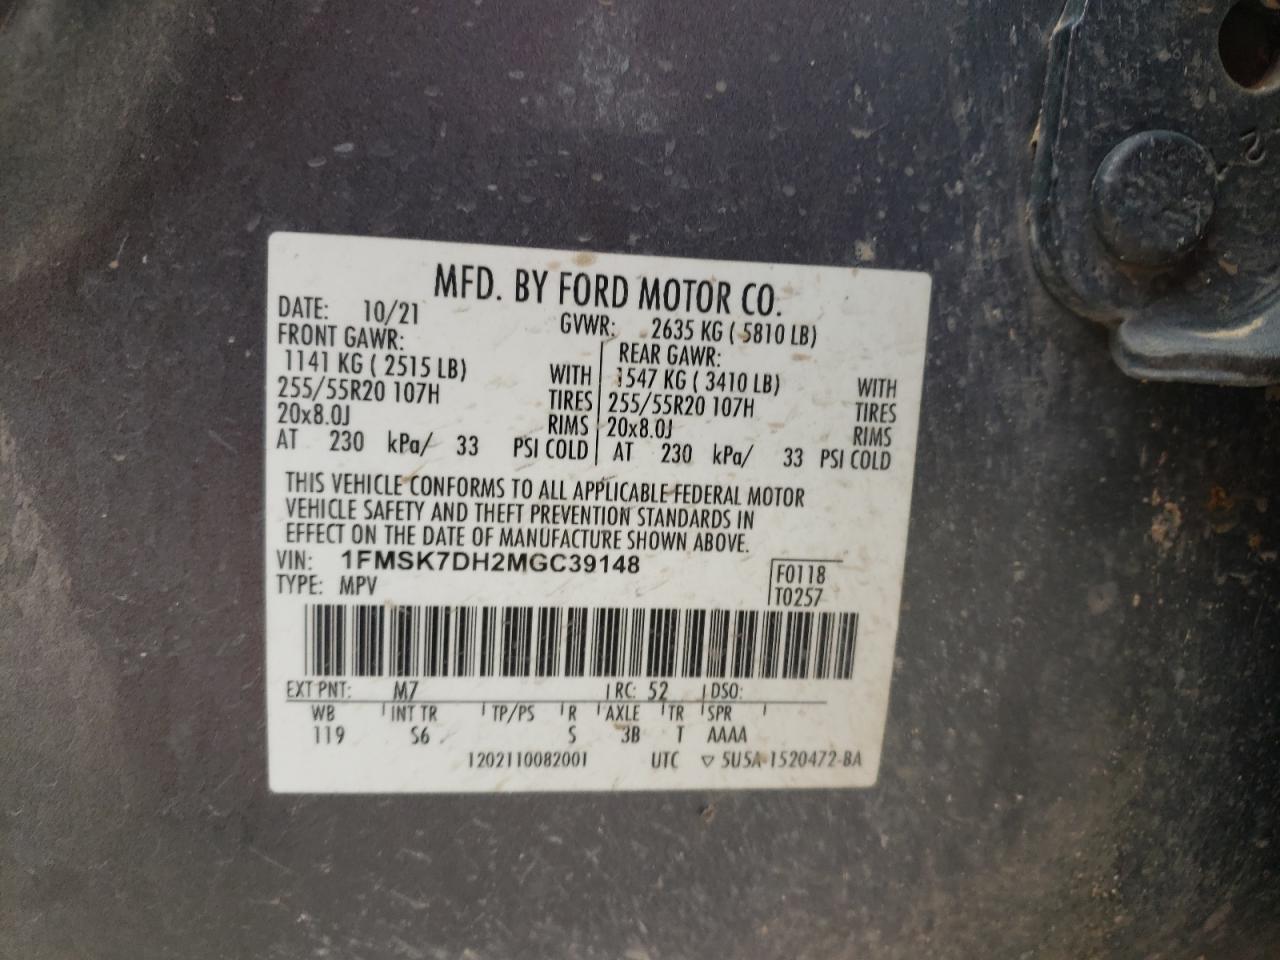 MFD. BY FORD MOTOR CO.
DATE: 10/21 GVWR: 2635 KG ( 5810 LB)
FRONT GAWR: REAR GAWR:
1141 KG ( 2515 LB) WITH 1547 KG ( 3410 LB) WITH
255/55R20 107H TIRES 255/55R20 107H TIRES
20x8.0J RIMS 20x8.0J RIMS
AT 230 kPa/ 33 PSI COLD AT 230 kPa/ 33 PSI COLD
THIS VEHICLE CONFORMS TO ALL APPLICABLE FEDERAL MOTOR
VEHICLE SAFETY AND THEFT PREVENTION STANDARDS IN
EFFECT ON THE DATE OF MANUFACTURE SHOWN ABOVE.
VIN: 1FMSK7DH2MGC39148 F0118
TYPE: MPV T0257
EXT PNT: M7 RC: 52 DSO:
WB INT TR TP/PS R AXLE TR SPR
119 S6 S 3B T AAAA
1202110082001 UTC ▽ 5U5A-1520472-BA
2